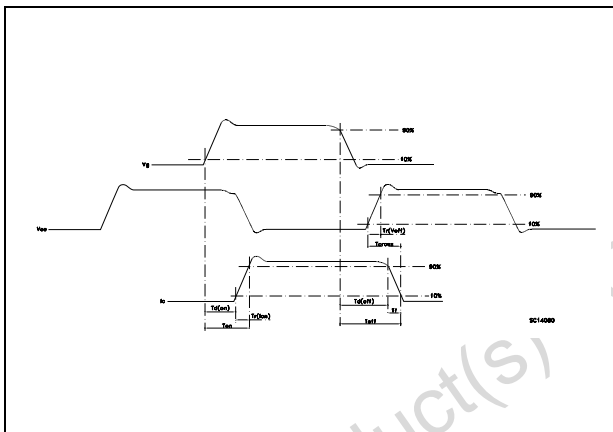 90%
Vg
10%
90%
Vce
10%
Tr(Voff)
Tcross
90%
Ic
10%
Td(on)
Td(off)
Tf
Tr(Ion)
Ton
Toff
SC14080
duct(s)